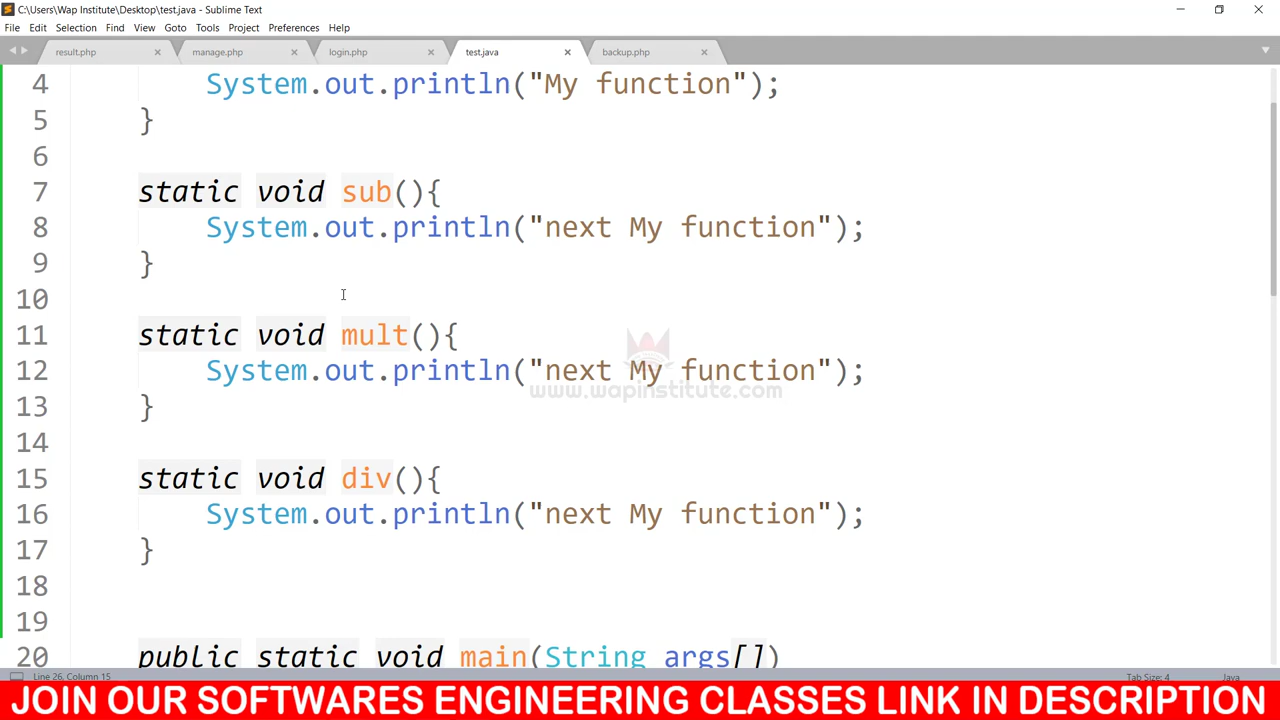 C:\Users\Wap Institute\Desktop\test.java - Sublime Text
File Edit Selection Find View Goto Tools Project Preferences Help
result.php manage.php login.php test.java backup.php
4 System.out.println("My function");
5 }
6
7 static void sub(){
8 System.out.println("next My function");
9 }
10
11 static void mult(){
12 System.out.println("next My function");
www.wapinstitute.com
13 }
14
15 static void div(){
16 System.out.println("next My function");
17 }
18
19
20 public static void main(String args[])
Line 26, Column 15 Tab Size: 4 Java
JOIN OUR SOFTWARES ENGINEERING CLASSES LINK IN DESCRIPTION